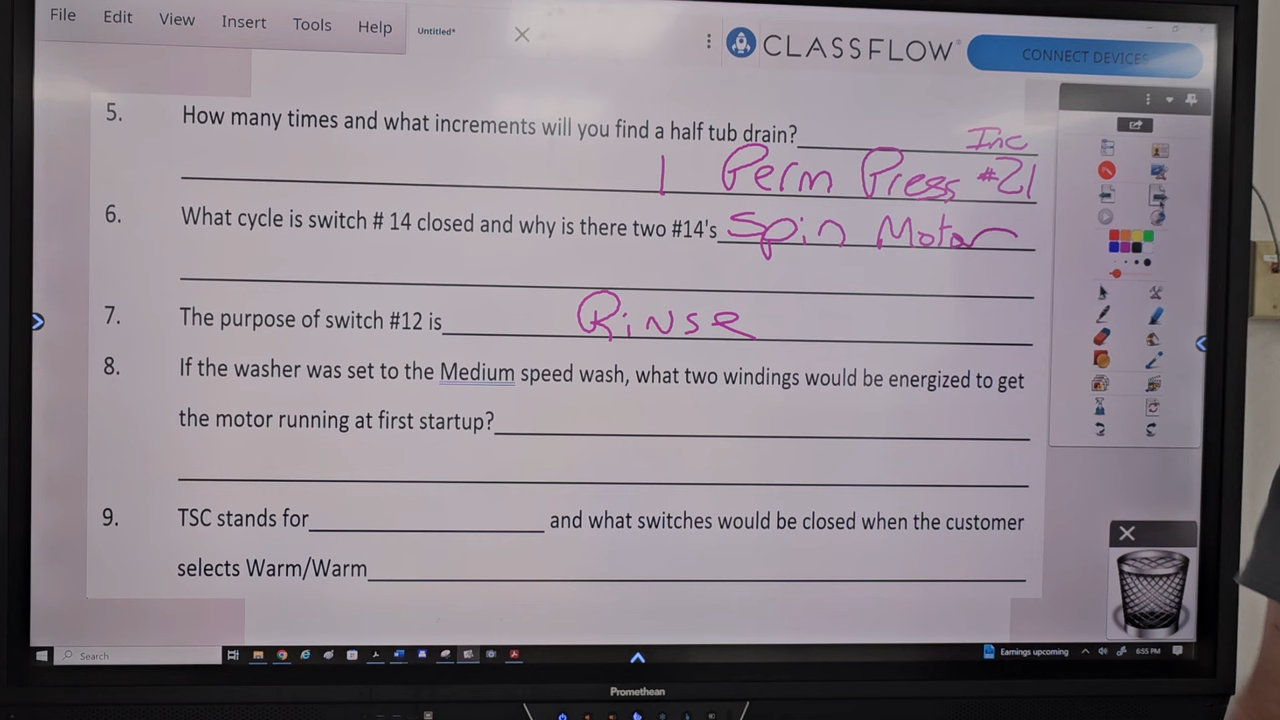 File Edit View Insert Tools Help Untitled*
CLASSFLOW CONNECT DEVICES
5. How many times and what increments will you find a half tub drain? Inc
1 Perm Press #21
6. What cycle is switch # 14 closed and why is there two #14's Spin Motor
7. The purpose of switch #12 is Rinse
8. If the washer was set to the Medium speed wash, what two windings would be energized to get
the motor running at first startup?
9. TSC stands for and what switches would be closed when the customer
selects Warm/Warm
Search Earnings upcoming 6:55 PM
Promethean